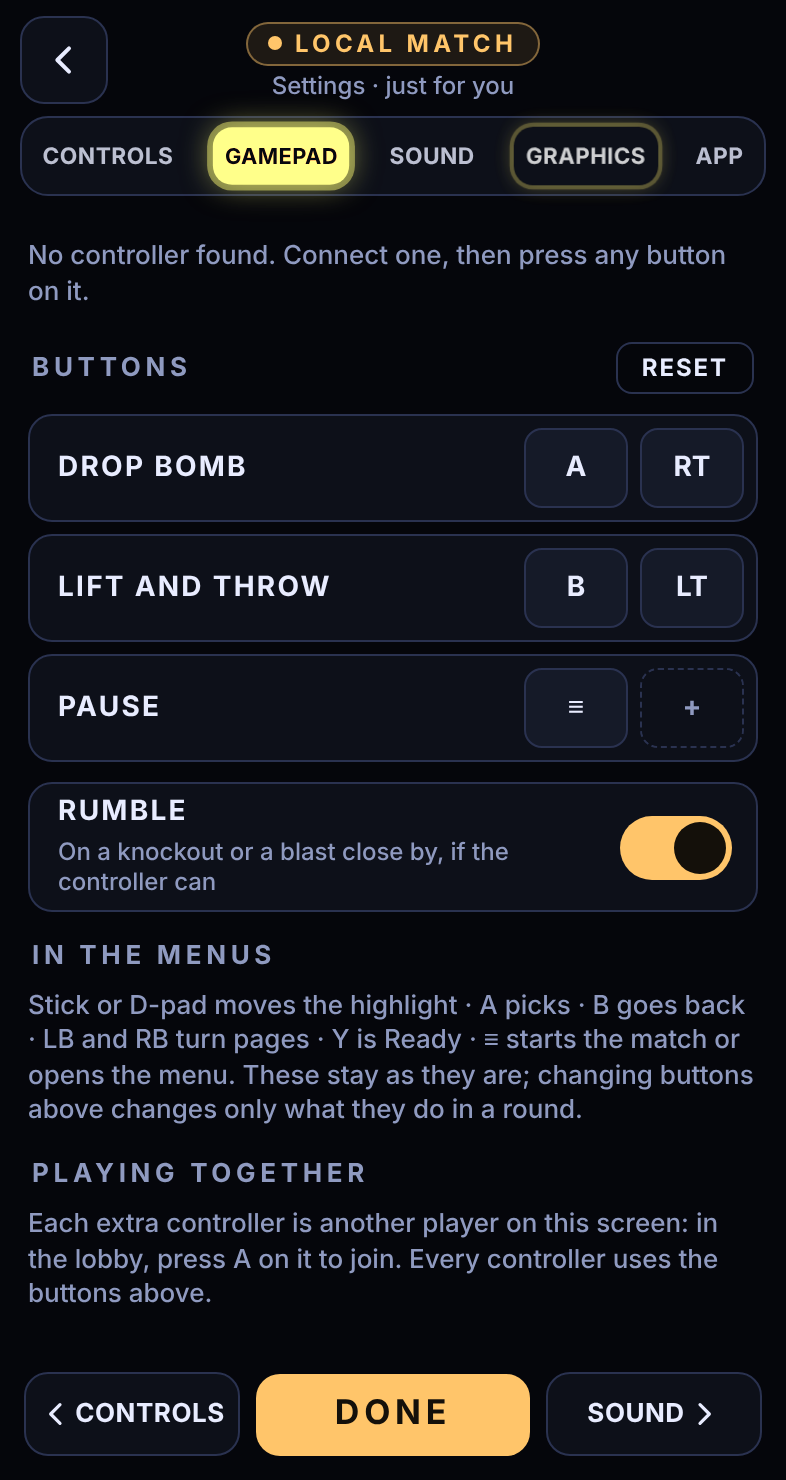 LOCAL MATCH
Settings · just for you
CONTROLS GAMEPAD SOUND GRAPHICS APP
No controller found. Connect one, then press any button
on it.
BUTTONS RESET
DROP BOMB A RT
LIFT AND THROW B LT
PAUSE ≡ +
RUMBLE
On a knockout or a blast close by, if the
controller can
IN THE MENUS
Stick or D-pad moves the highlight · A picks · B goes back
· LB and RB turn pages · Y is Ready · ≡ starts the match or
opens the menu. These stay as they are; changing buttons
above changes only what they do in a round.
PLAYING TOGETHER
Each extra controller is another player on this screen: in
the lobby, press A on it to join. Every controller uses the
buttons above.
CONTROLS DONE SOUND